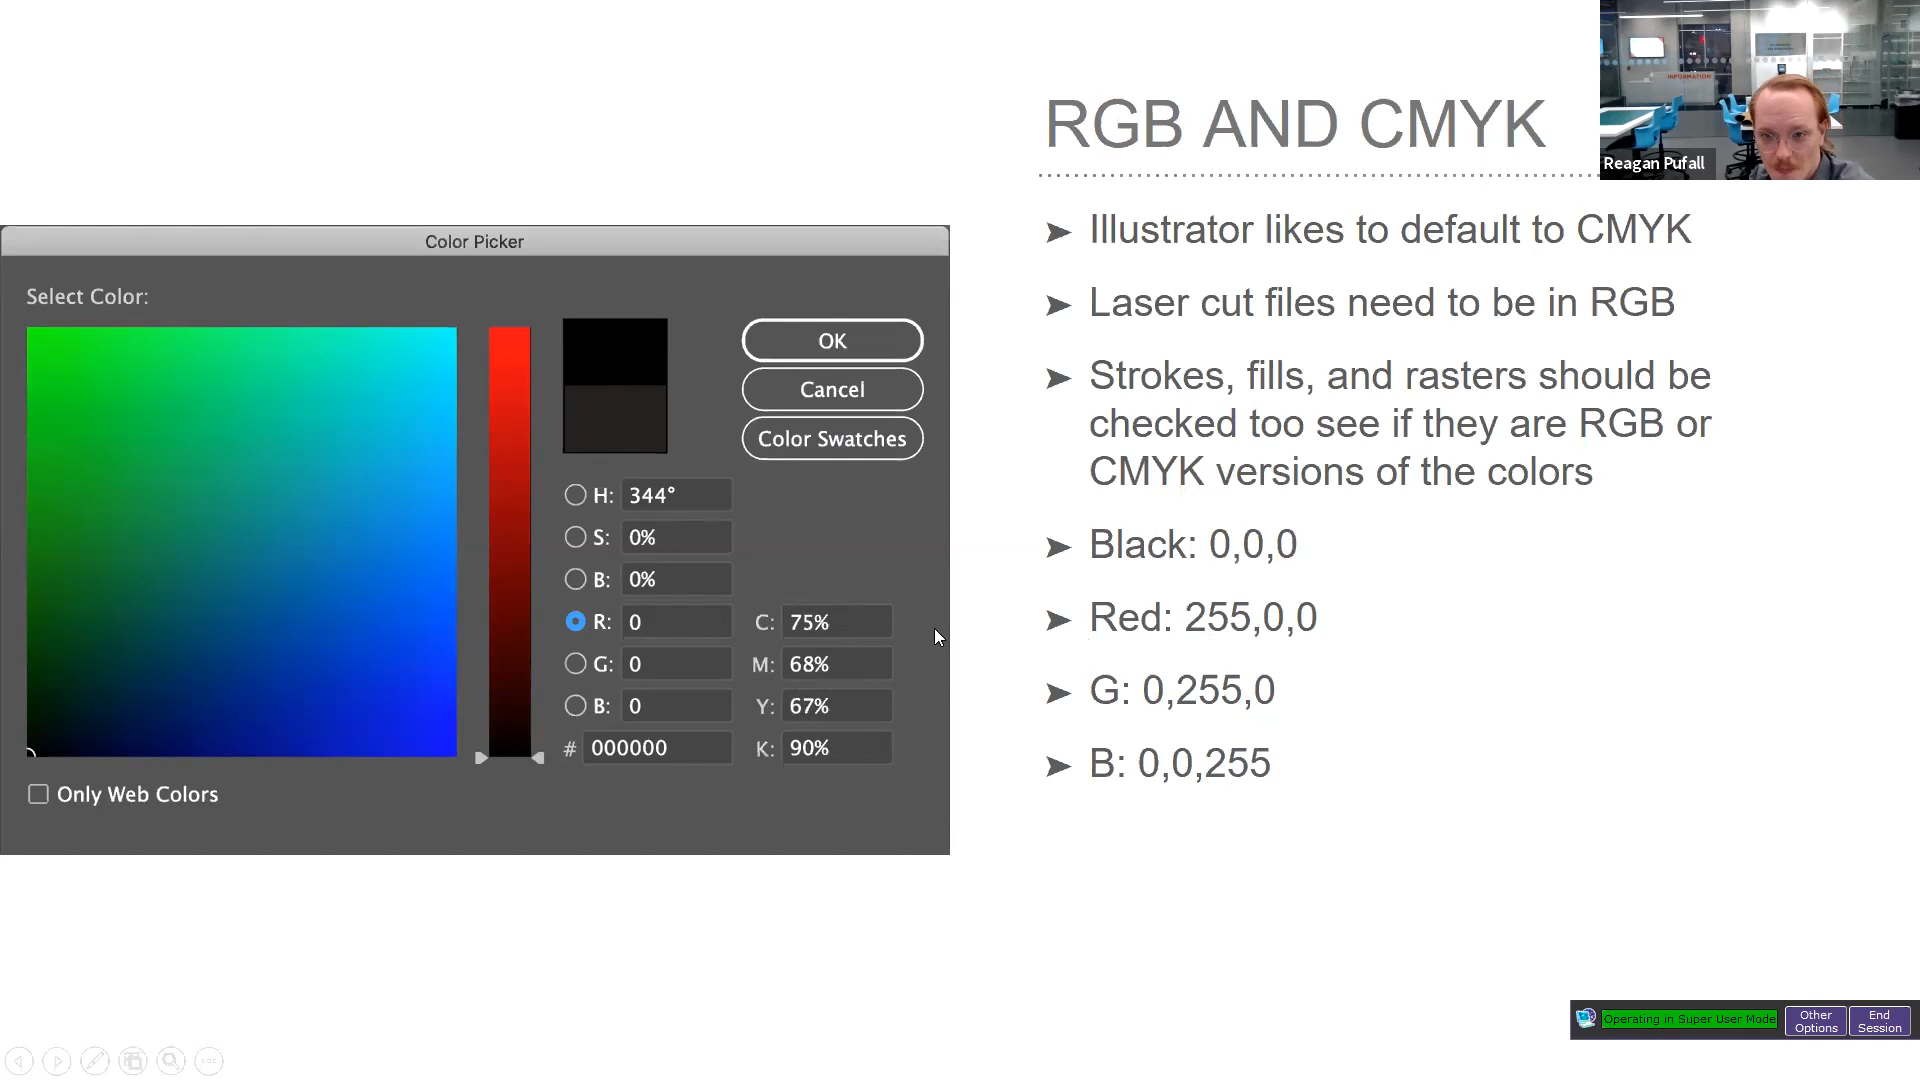 RGB AND CMYK
INFORMATION
Reagan Pufall
Color Picker
Select Color:
OK
Cancel
Color Swatches
H: 344°
S: 0%
B: 0%
R: 0
C: 75%
G: 0
M: 68%
B: 0
Y: 67%
# 000000
K: 90%
Only Web Colors
➤ Illustrator likes to default to CMYK
➤ Laser cut files need to be in RGB
➤ Strokes, fills, and rasters should be
checked too see if they are RGB or
CMYK versions of the colors
➤ Black: 0,0,0
➤ Red: 255,0,0
➤ G: 0,255,0
➤ B: 0,0,255
Operating in Super User Mode
Other
Options
End
Session